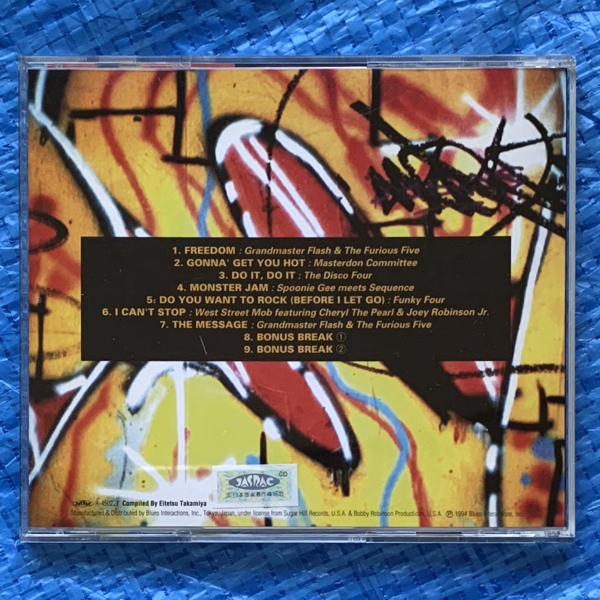 1. FREEDOM : Grandmaster Flash & The Furious Five
2. GONNA' GET YOU HOT : Masterdon Committee
3. DO IT, DO IT : The Disco Four
4. MONSTER JAM : Spoonie Gee meets Sequence
5: DO YOU WANT TO ROCK (BEFORE I LET GO) : Funky Four
6. I CAN'T STOP : West Street Mob featuring Cheryl The Pearl & Joey Robinson Jr.
7. THE MESSAGE : Grandmaster Flash & The Furious Five
8. BONUS BREAK ①
9. BONUS BREAK ②
JASRAC
CD
Compiled By Eitetsu Takamiya
Manufactured & Distributed by Blues Interactions, Inc., Tokyo, Japan, under license from Sugar Hill Records, U.S.A. & Bobby Robinson Productions, U.S.A. ℗ 1994 Blues Interactions, Inc.